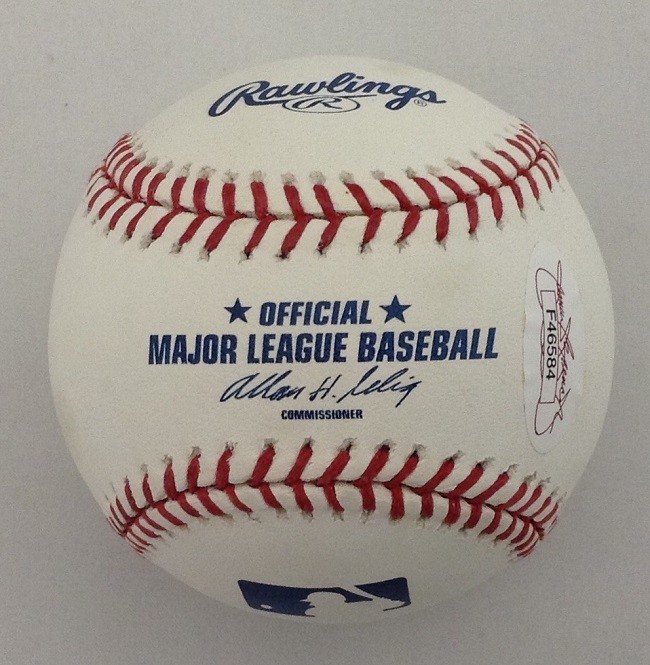 Rawlings®
R
★ OFFICIAL ★
MAJOR LEAGUE BASEBALL
Allan H. Selig
COMMISSIONER
F46584